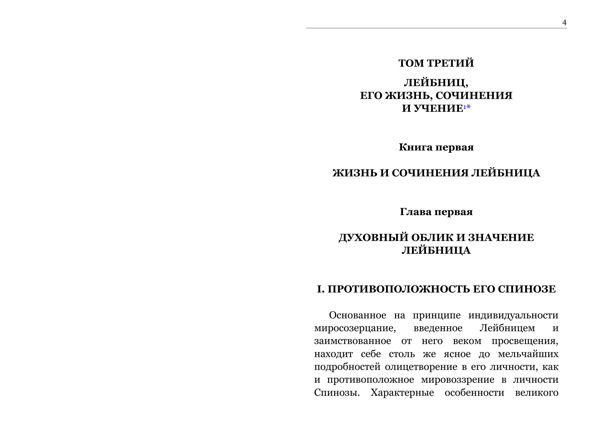 4
ТОМ ТРЕТИЙ
ЛЕЙБНИЦ,
ЕГО ЖИЗНЬ, СОЧИНЕНИЯ
И УЧЕНИЕ¹*
Книга первая
ЖИЗНЬ И СОЧИНЕНИЯ ЛЕЙБНИЦА
Глава первая
ДУХОВНЫЙ ОБЛИК И ЗНАЧЕНИЕ
ЛЕЙБНИЦА
I. ПРОТИВОПОЛОЖНОСТЬ ЕГО СПИНОЗЕ
Основанное на принципе индивидуальности
миросозерцание, введенное Лейбницем и
заимствованное от него веком просвещения,
находит себе столь же ясное до мельчайших
подробностей олицетворение в его личности, как
и противоположное мировоззрение в личности
Спинозы. Характерные особенности великого